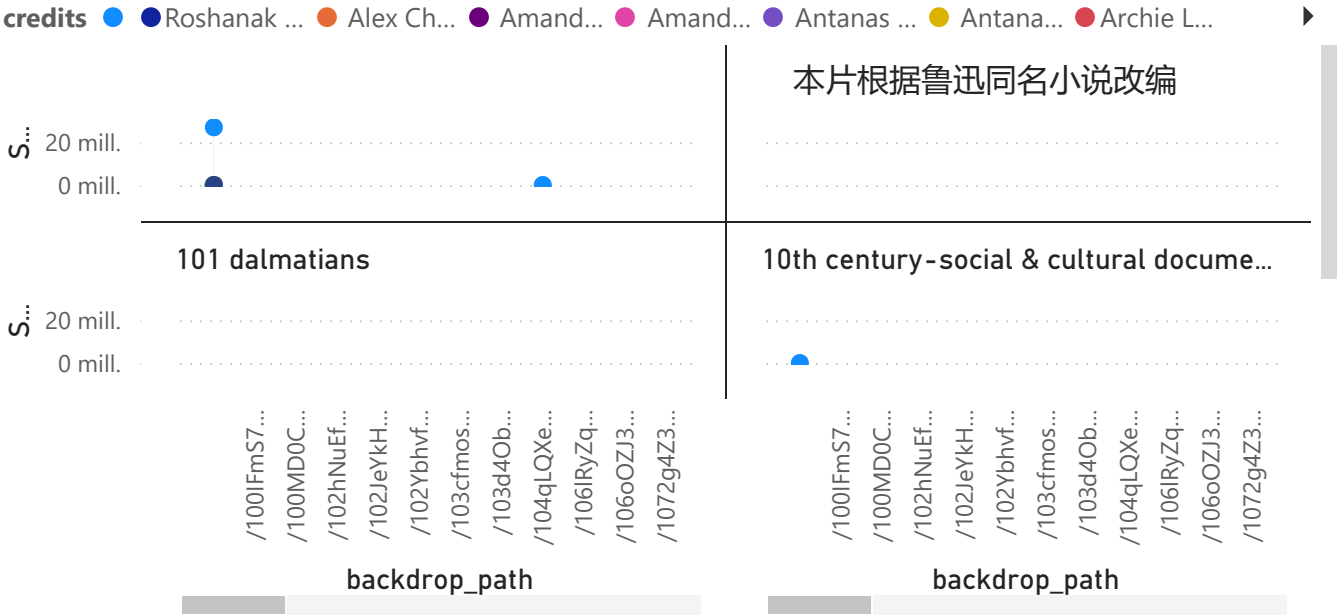 credits Roshanak ... Alex Ch... Amand... Amand... Antanas ... Antana... Archie L...
本片根据鲁迅同名小说改编
S...
20 mill.
0 mill.
101 dalmatians
10th century-social & cultural docume...
S...
20 mill.
0 mill.
/100lFmS7...
/100MD0C...
/102hNuEf...
/102JeYkH...
/102Ybhvf...
/103cfmos...
/103d4Ob...
/104qLQXe...
/106lRyZq...
/106oOZJ3...
/1072g4Z3...
/100lFmS7...
/100MD0C...
/102hNuEf...
/102JeYkH...
/102Ybhvf...
/103cfmos...
/103d4Ob...
/104qLQXe...
/106lRyZq...
/106oOZJ3...
/1072g4Z3...
backdrop_path
backdrop_path